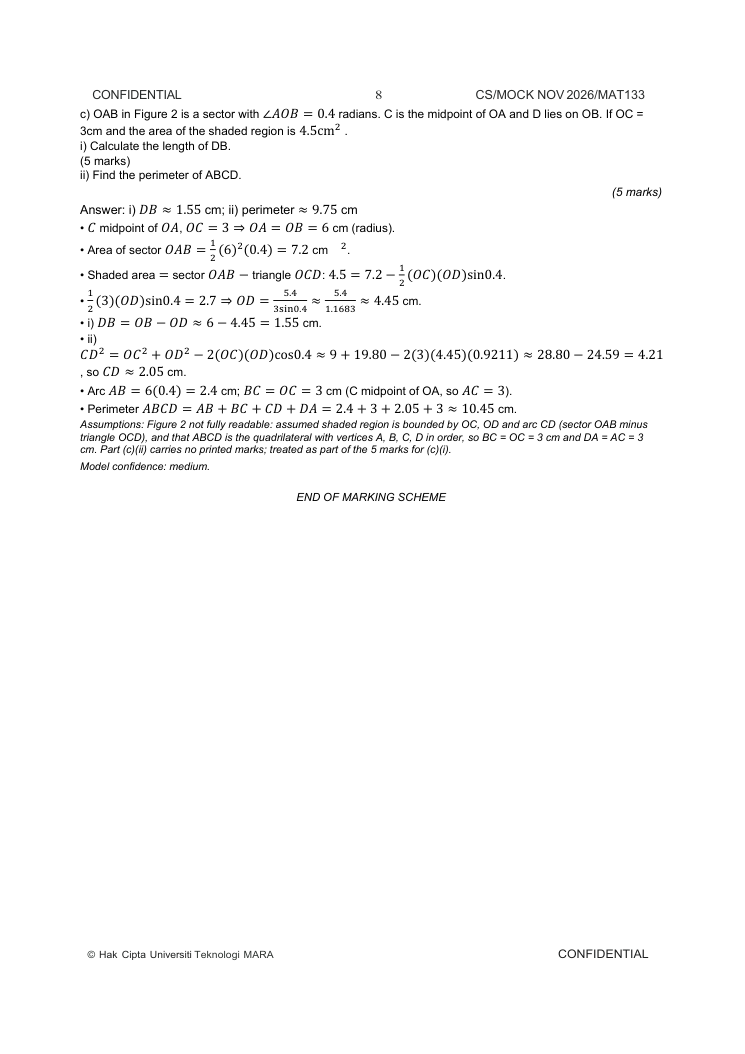 CONFIDENTIAL 8 CS/MOCK NOV 2026/MAT133
c) OAB in Figure 2 is a sector with ∠AOB = 0.4 radians. C is the midpoint of OA and D lies on OB. If OC =
3cm and the area of the shaded region is 4.5cm² .
i) Calculate the length of DB.
(5 marks)
ii) Find the perimeter of ABCD.
(5 marks)
Answer: i) DB ≈ 1.55 cm; ii) perimeter ≈ 9.75 cm
• C midpoint of OA, OC = 3 ⇒ OA = OB = 6 cm (radius).
• Area of sector OAB = 1/2 (6)²(0.4) = 7.2 cm ².
• Shaded area = sector OAB − triangle OCD: 4.5 = 7.2 − 1/2 (OC)(OD)sin0.4.
• 1/2 (3)(OD)sin0.4 = 2.7 ⇒ OD = 5.4/3sin0.4 ≈ 5.4/1.1683 ≈ 4.45 cm.
• i) DB = OB − OD ≈ 6 − 4.45 = 1.55 cm.
• ii)
CD² = OC² + OD² − 2(OC)(OD)cos0.4 ≈ 9 + 19.80 − 2(3)(4.45)(0.9211) ≈ 28.80 − 24.59 = 4.21
, so CD ≈ 2.05 cm.
• Arc AB = 6(0.4) = 2.4 cm; BC = OC = 3 cm (C midpoint of OA, so AC = 3).
• Perimeter ABCD = AB + BC + CD + DA = 2.4 + 3 + 2.05 + 3 ≈ 10.45 cm.
Assumptions: Figure 2 not fully readable: assumed shaded region is bounded by OC, OD and arc CD (sector OAB minus
triangle OCD), and that ABCD is the quadrilateral with vertices A, B, C, D in order, so BC = OC = 3 cm and DA = AC = 3
cm. Part (c)(ii) carries no printed marks; treated as part of the 5 marks for (c)(i).
Model confidence: medium.
END OF MARKING SCHEME
© Hak Cipta Universiti Teknologi MARA CONFIDENTIAL